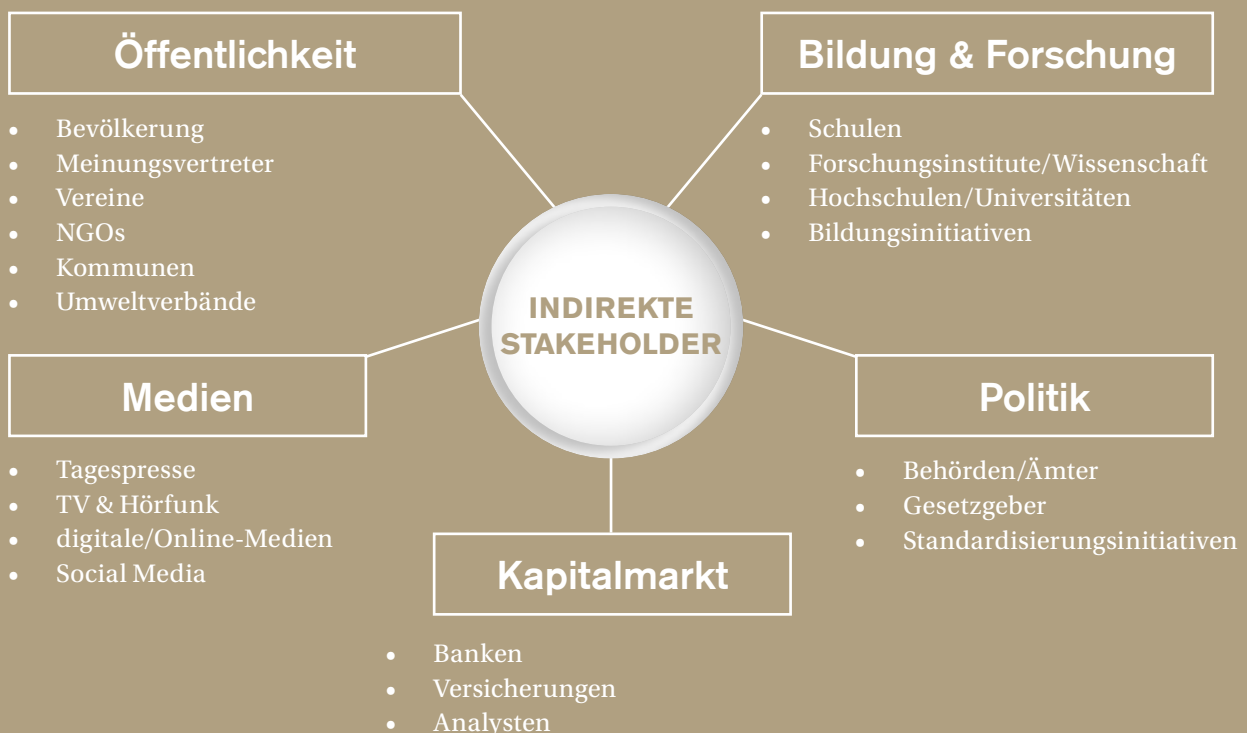 Öffentlichkeit
• Bevölkerung
• Meinungsvertreter
• Vereine
• NGOs
• Kommunen
• Umweltverbände
Bildung & Forschung
• Schulen
• Forschungsinstitute/Wissenschaft
• Hochschulen/Universitäten
• Bildungsinitiativen
INDIREKTE
STAKEHOLDER
Medien
• Tagespresse
• TV & Hörfunk
• digitale/Online-Medien
• Social Media
Politik
• Behörden/Ämter
• Gesetzgeber
• Standardisierungsinitiativen
Kapitalmarkt
• Banken
• Versicherungen
• Analysten